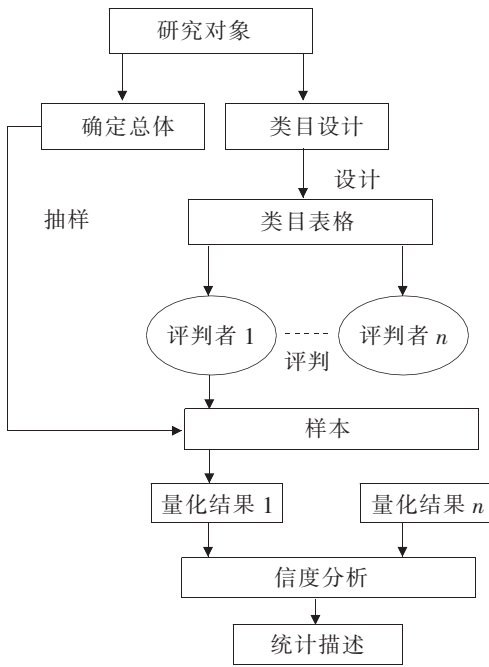 研究对象
确定总体
类目设计
设计
抽样
类目表格
评判者 1
评判者 n
评判
样本
量化结果 1
量化结果 n
信度分析
统计描述